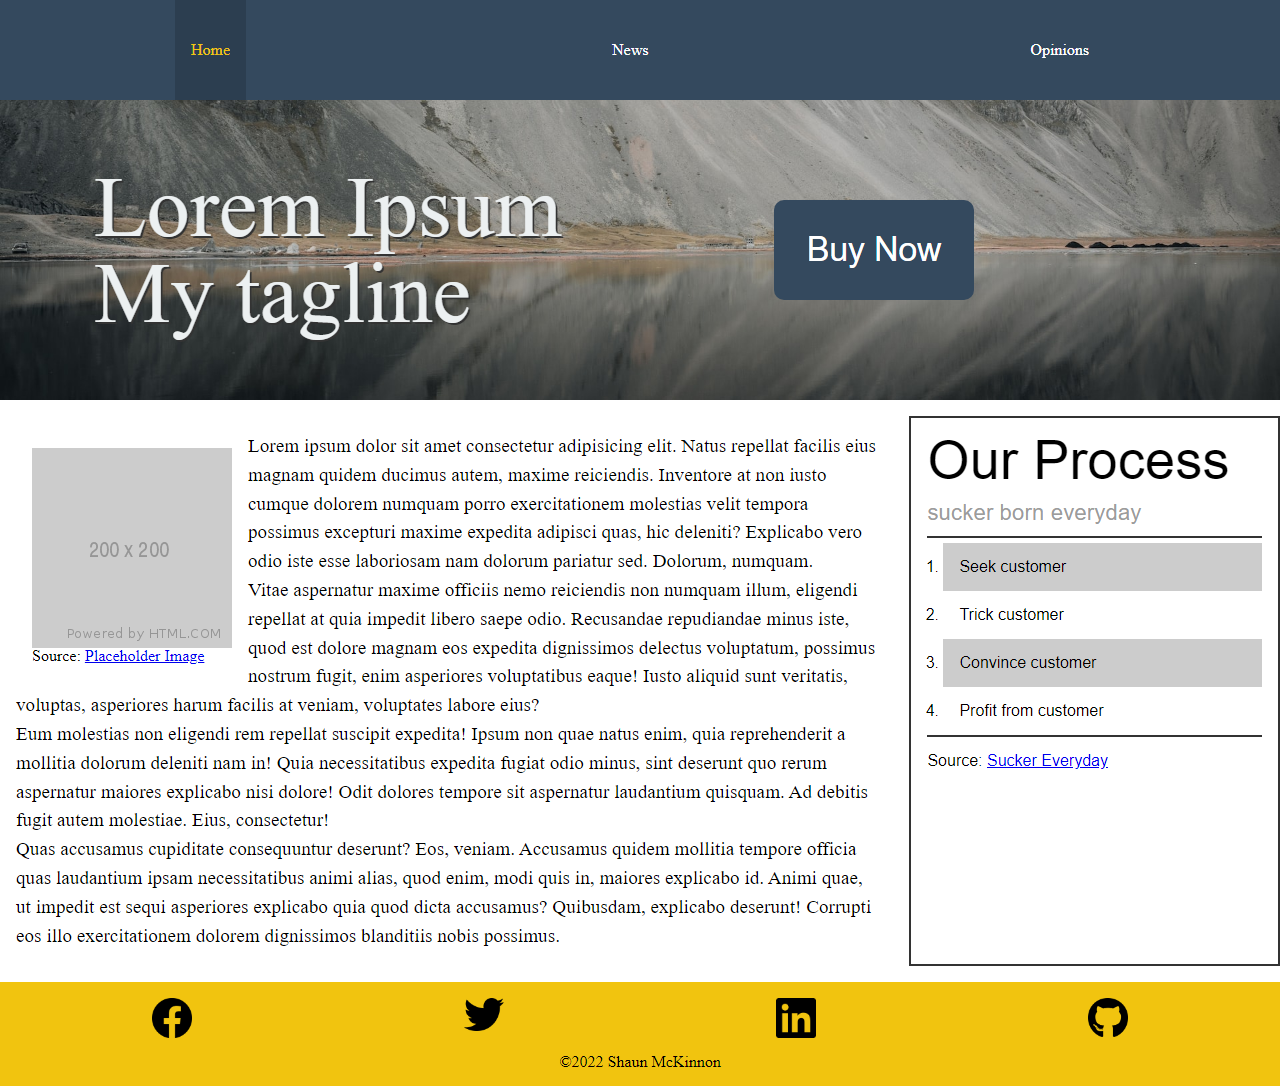 Home
News
Opinions
Lorem Ipsum
My tagline
Buy Now
200 x 200
Powered by HTML.COM
Source: Placeholder Image
Lorem ipsum dolor sit amet consectetur adipisicing elit. Natus repellat facilis eius
magnam quidem ducimus autem, maxime reiciendis. Inventore at non iusto
cumque dolorem numquam porro exercitationem molestias velit tempora
possimus excepturi maxime expedita adipisci quas, hic deleniti? Explicabo vero
odio iste esse laboriosam nam dolorum pariatur sed. Dolorum, numquam.
Vitae aspernatur maxime officiis nemo reiciendis non numquam illum, eligendi
repellat at quia impedit libero saepe odio. Recusandae repudiandae minus iste,
quod est dolore magnam eos expedita dignissimos delectus voluptatum, possimus
nostrum fugit, enim asperiores voluptatibus eaque! Iusto aliquid sunt veritatis,
voluptas, asperiores harum facilis at veniam, voluptates labore eius?
Eum molestias non eligendi rem repellat suscipit expedita! Ipsum non quae natus enim, quia reprehenderit a
mollitia dolorum deleniti nam in! Quia necessitatibus expedita fugiat odio minus, sint deserunt quo rerum
aspernatur maiores explicabo nisi dolore! Odit dolores tempore sit aspernatur laudantium quisquam. Ad debitis
fugit autem molestiae. Eius, consectetur!
Quas accusamus cupiditate consequuntur deserunt? Eos, veniam. Accusamus quidem mollitia tempore officia
quas laudantium ipsam necessitatibus animi alias, quod enim, modi quis in, maiores explicabo id. Animi quae,
ut impedit est sequi asperiores explicabo quia quod dicta accusamus? Quibusdam, explicabo deserunt! Corrupti
eos illo exercitationem dolorem dignissimos blanditiis nobis possimus.
Our Process
sucker born everyday
1. Seek customer
2. Trick customer
3. Convince customer
4. Profit from customer
Source: Sucker Everyday
©2022 Shaun McKinnon